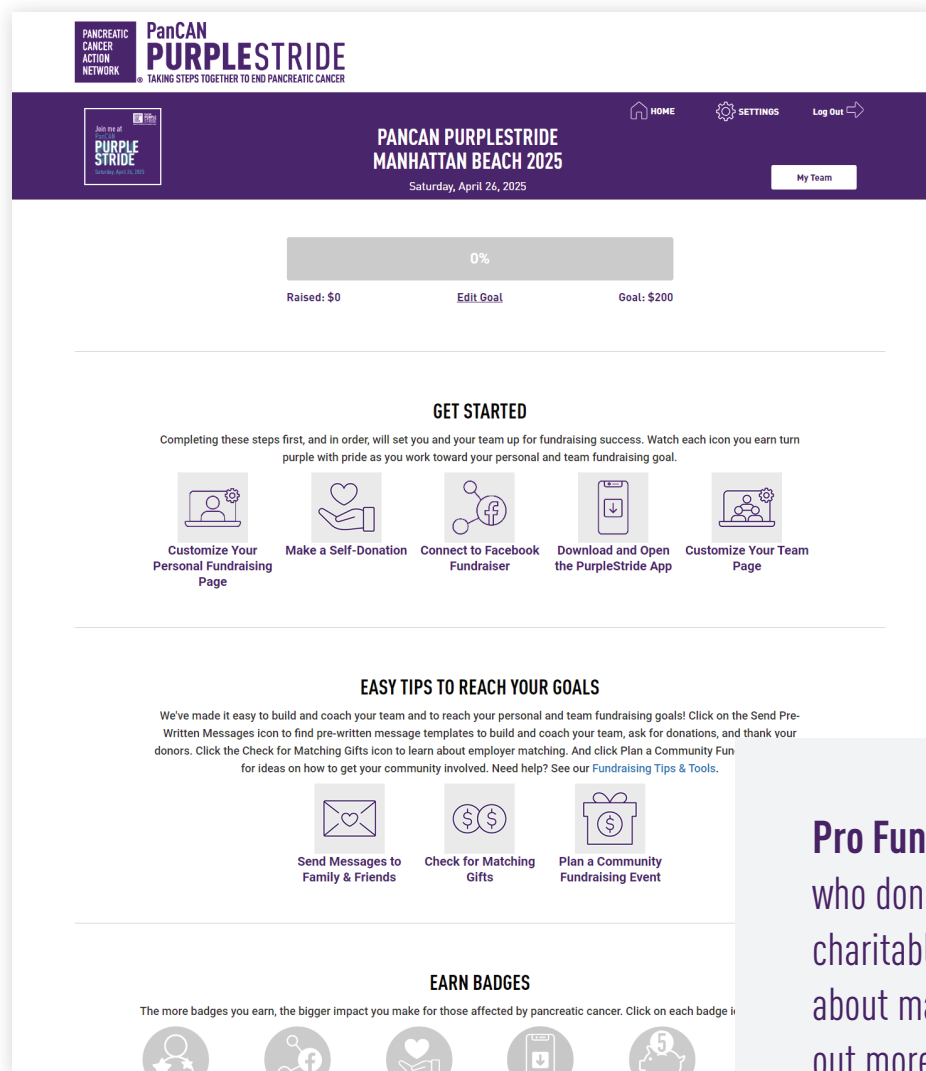 PANCREATIC
CANCER
ACTION
NETWORK
PanCAN
PURPLESTRIDE
® TAKING STEPS TOGETHER TO END PANCREATIC CANCER
HOME
SETTINGS
Log Out
Join me at
PanCAN
PURPLE
STRIDE
Saturday, April 26, 2025
PANCAN PURPLESTRIDE
MANHATTAN BEACH 2025
Saturday, April 26, 2025
My Team
0%
Raised: $0
Edit Goal
Goal: $200
GET STARTED
Completing these steps first, and in order, will set you and your team up for fundraising success. Watch each icon you earn turn
purple with pride as you work toward your personal and team fundraising goal.
Customize Your
Personal Fundraising
Page
Make a Self-Donation
Connect to Facebook
Fundraiser
Download and Open
the PurpleStride App
Customize Your Team
Page
EASY TIPS TO REACH YOUR GOALS
We've made it easy to build and coach your team and to reach your personal and team fundraising goals! Click on the Send Pre-
Written Messages icon to find pre-written message templates to build and coach your team, ask for donations, and thank your
donors. Click the Check for Matching Gifts icon to learn about employer matching. And click Plan a Community Fun
for ideas on how to get your community involved. Need help? See our Fundraising Tips & Tools.
Send Messages to
Family & Friends
Check for Matching
Gifts
Plan a Community
Fundraising Event
Pro Fun
who don
charitabl
about ma
out more
EARN BADGES
The more badges you earn, the bigger impact you make for those affected by pancreatic cancer. Click on each badge i
5